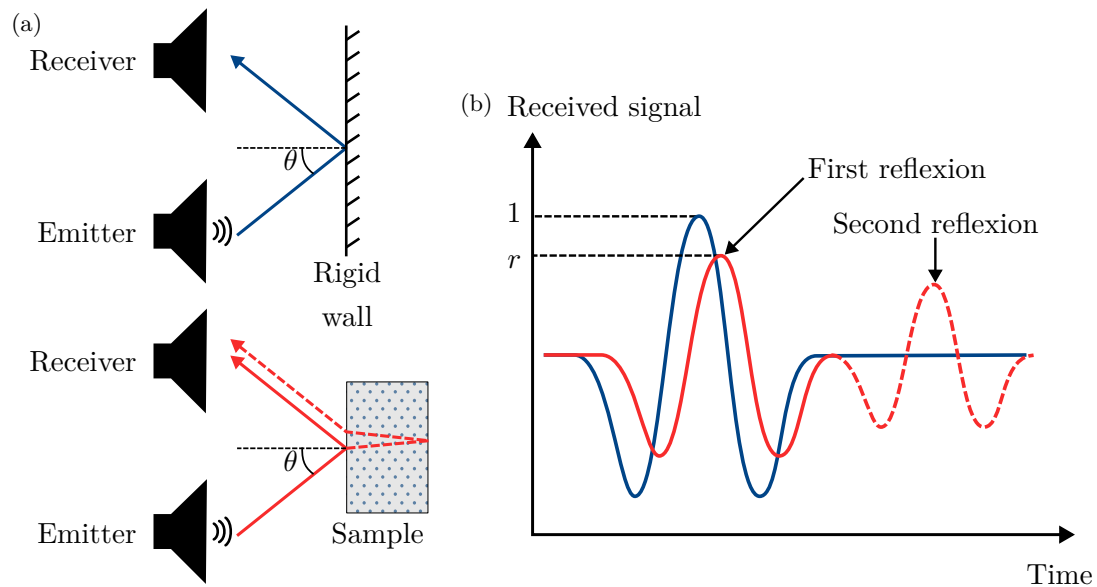 (a)
Receiver
θ
Emitter
Rigid
wall
Receiver
θ
Emitter
Sample
(b) Received signal
First reflexion
1
Second reflexion
r
Time